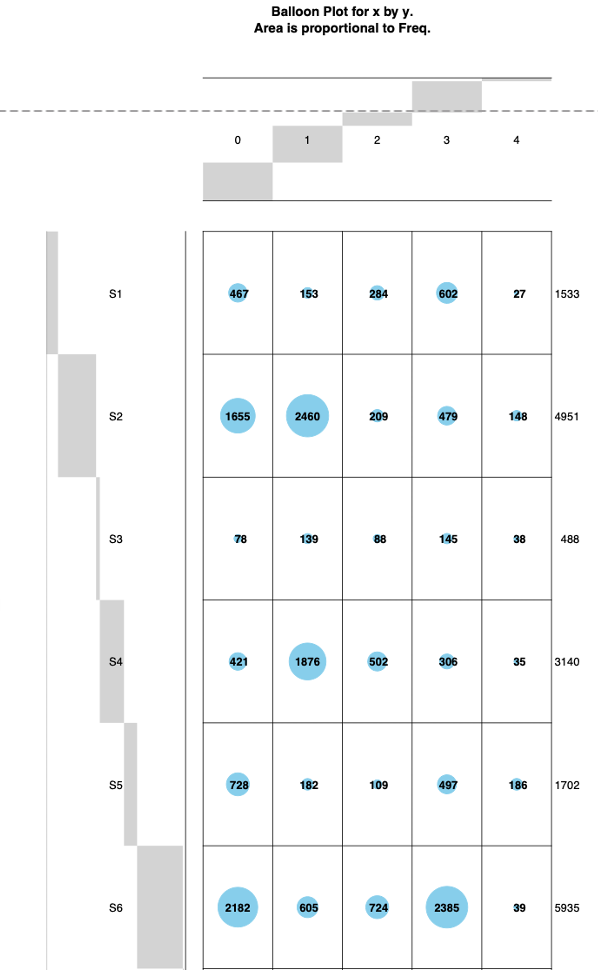 Balloon Plot for x by y.
Area is proportional to Freq.
0 1 2 3 4
S1 467 153 284 602 27 1533
S2 1655 2460 209 479 148 4951
S3 78 139 88 145 38 488
S4 421 1876 502 306 35 3140
S5 728 182 109 497 186 1702
S6 2182 605 724 2385 39 5935